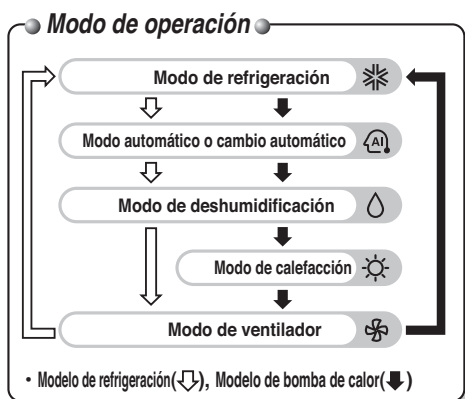 Modo de operación
Modo de refrigeración
Modo automático o cambio automático
AI
Modo de deshumidificación
Modo de calefacción
Modo de ventilador
• Modelo de refrigeración(⇩), Modelo de bomba de calor(⬇)